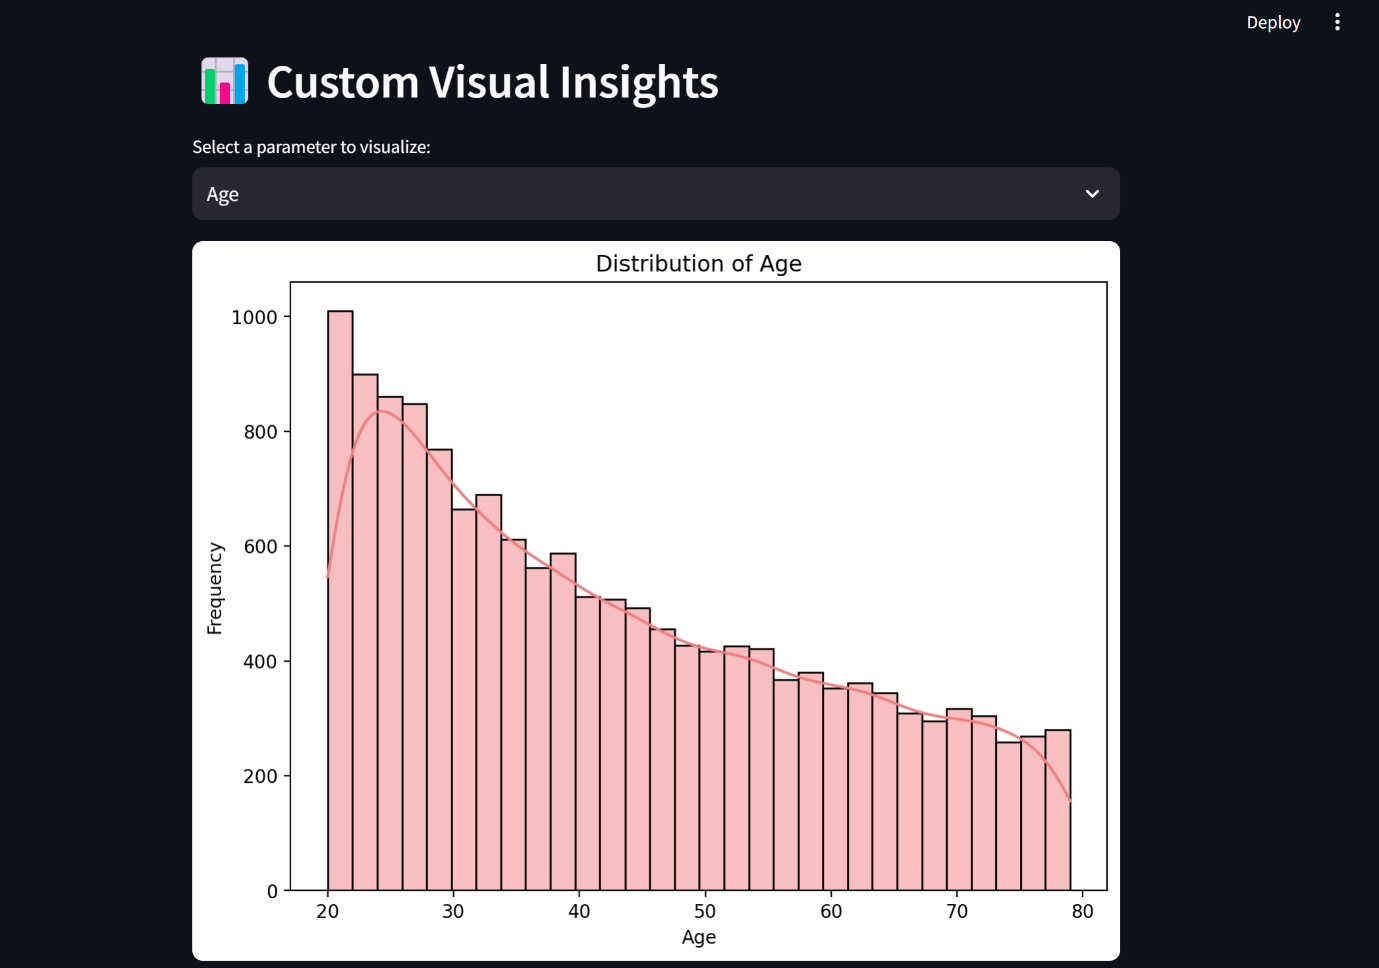 Deploy
Custom Visual Insights
Select a parameter to visualize:
Age
Distribution of Age
1000
800
600
400
200
0
Frequency
20 30 40 50 60 70 80
Age